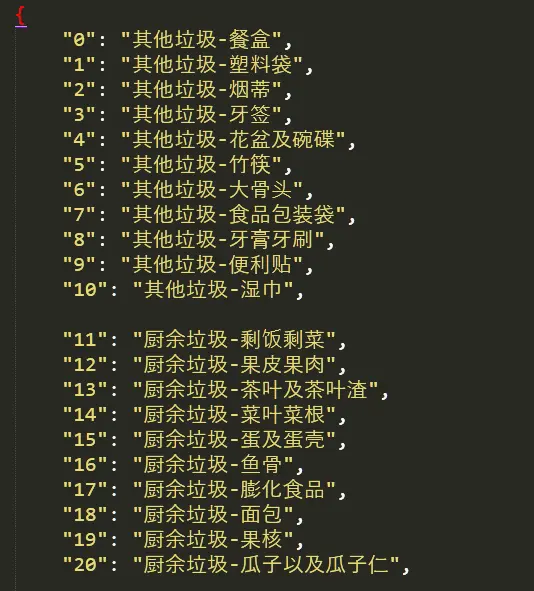 {
"0": "其他垃圾-餐盒",
"1": "其他垃圾-塑料袋",
"2": "其他垃圾-烟蒂",
"3": "其他垃圾-牙签",
"4": "其他垃圾-花盆及碗碟",
"5": "其他垃圾-竹筷",
"6": "其他垃圾-大骨头",
"7": "其他垃圾-食品包装袋",
"8": "其他垃圾-牙膏牙刷",
"9": "其他垃圾-便利贴",
"10": "其他垃圾-湿巾",
"11": "厨余垃圾-剩饭剩菜",
"12": "厨余垃圾-果皮果肉",
"13": "厨余垃圾-茶叶及茶叶渣",
"14": "厨余垃圾-菜叶菜根",
"15": "厨余垃圾-蛋及蛋壳",
"16": "厨余垃圾-鱼骨",
"17": "厨余垃圾-膨化食品",
"18": "厨余垃圾-面包",
"19": "厨余垃圾-果核",
"20": "厨余垃圾-瓜子以及瓜子仁",